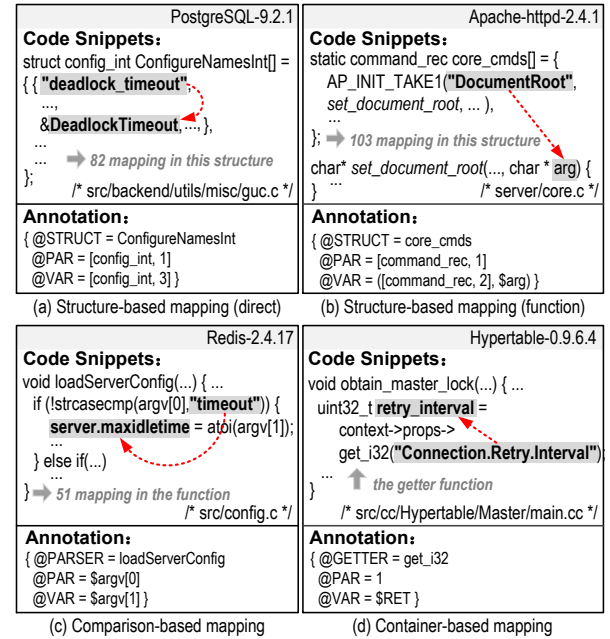 PostgreSQL-9.2.1
Code Snippets:
struct config_int ConfigureNamesInt[] =
{ { "deadlock_timeout",
...,
&DeadlockTimeout, ..., },
...
... 82 mapping in this structure
};
/* src/backend/utils/misc/guc.c */
Annotation:
{ @STRUCT = ConfigureNamesInt
@PAR = [config_int, 1]
@VAR = [config_int, 3] }
(a) Structure-based mapping (direct)
Apache-httpd-2.4.1
Code Snippets:
static command_rec core_cmds[] = {
AP_INIT_TAKE1("DocumentRoot",
set_document_root, ... ),
...
}; 103 mapping in this structure
char* set_document_root(..., char * arg) {
...
} /* server/core.c */
Annotation:
{ @STRUCT = core_cmds
@PAR = [command_rec, 1]
@VAR = ([command_rec, 2], $arg) }
(b) Structure-based mapping (function)
Redis-2.4.17
Code Snippets:
void loadServerConfig(...) { ...
if (!strcasecmp(argv[0],"timeout")) {
server.maxidletime = atoi(argv[1]);
...
} else if(...)
...
} 51 mapping in the function
/* src/config.c */
Annotation:
{ @PARSER = loadServerConfig
@PAR = $argv[0]
@VAR = $argv[1] }
(c) Comparison-based mapping
Hypertable-0.9.6.4
Code Snippets:
void obtain_master_lock(...) { ...
uint32_t retry_interval =
context->props->
get_i32("Connection.Retry.Interval");
... the getter function
}
/* src/cc/Hypertable/Master/main.cc */
Annotation:
{ @GETTER = get_i32
@PAR = 1
@VAR = $RET }
(d) Container-based mapping